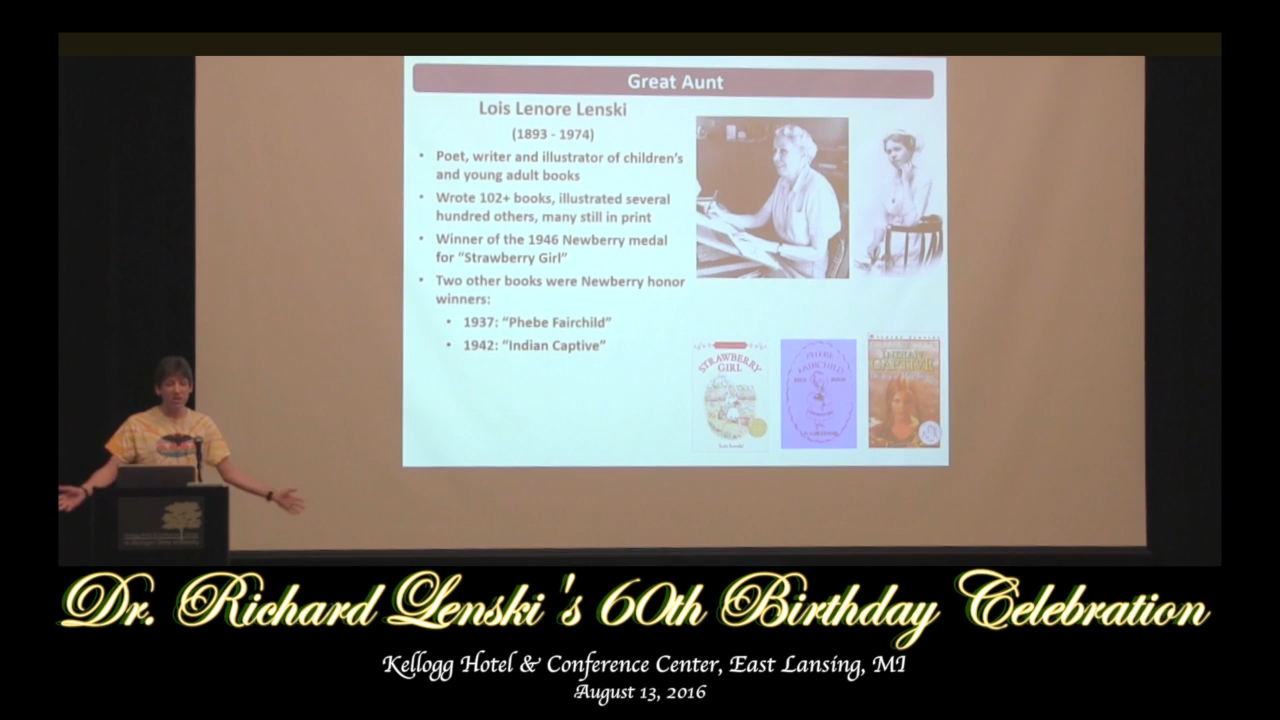 Great Aunt
Lois Lenore Lenski
(1893 - 1974)
• Poet, writer and illustrator of children's
and young adult books
• Wrote 102+ books, illustrated several
hundred others, many still in print
• Winner of the 1946 Newberry medal
for “Strawberry Girl”
• Two other books were Newberry honor
winners:
• 1937: “Phebe Fairchild”
• 1942: “Indian Captive”
STRAWBERRY
GIRL
PHEBE
FAIRCHILD
INDIAN
CAPTIVE
Dr. Richard Lenski's 60th Birthday Celebration
Kellogg Hotel & Conference Center, East Lansing, MI
August 13, 2016